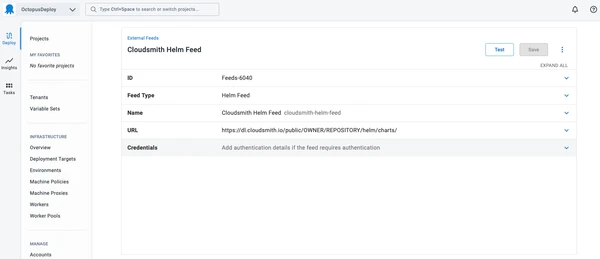 OctopusDeploy
Type Ctrl+Space to search or switch projects...
Deploy
Insights
Tasks
Projects
MY FAVORITES
No favorite projects
Tenants
Variable Sets
INFRASTRUCTURE
Overview
Deployment Targets
Environments
Machine Policies
Machine Proxies
Workers
Worker Pools
MANAGE
Accounts
External Feeds
Cloudsmith Helm Feed
Test
Save
EXPAND ALL
ID Feeds-6040
Feed Type Helm Feed
Name Cloudsmith Helm Feed cloudsmith-helm-feed
URL https://dl.cloudsmith.io/public/OWNER/REPOSITORY/helm/charts/
Credentials Add authentication details if the feed requires authentication